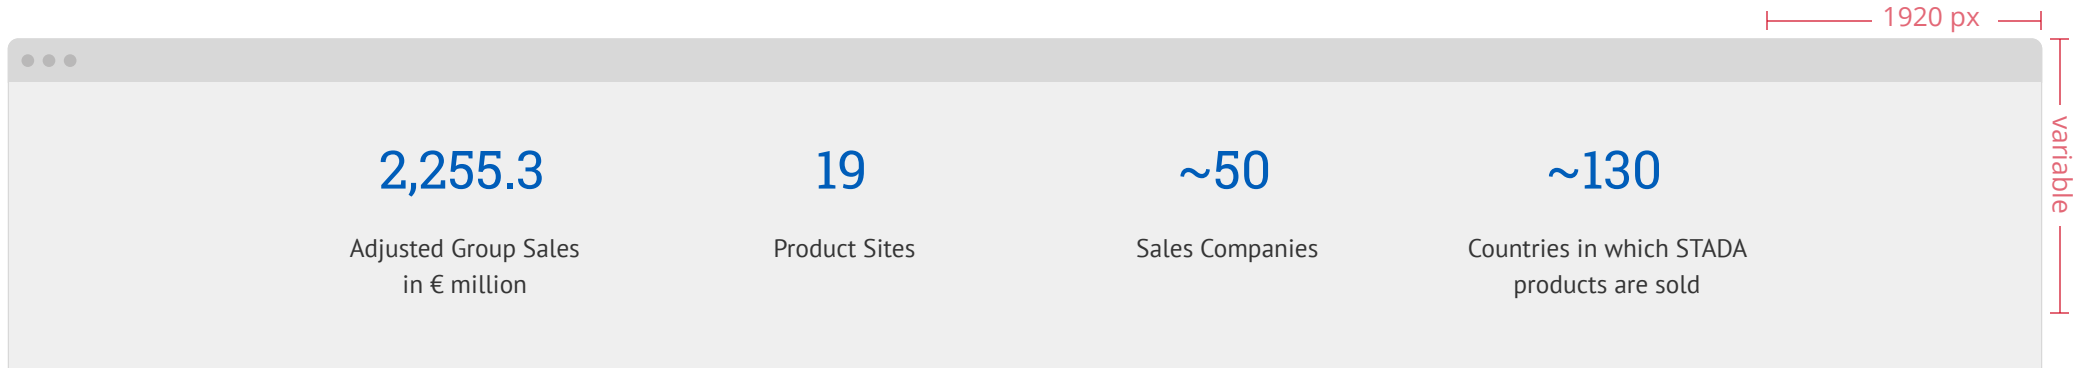 1920 px
variable
2,255.3
Adjusted Group Sales
in € million
19
Product Sites
~50
Sales Companies
~130
Countries in which STADA
products are sold